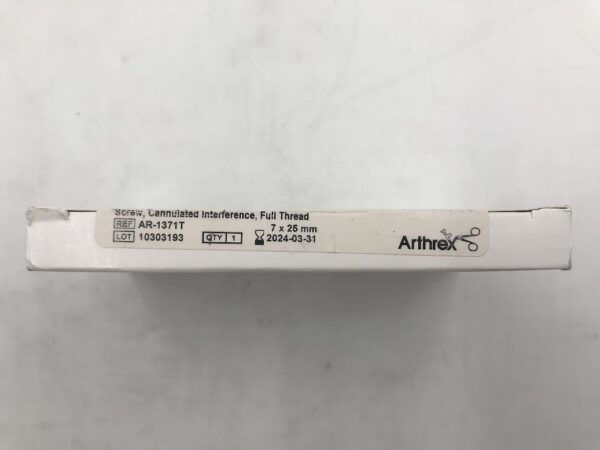 Screw, Cannulated Interference, Full Thread
REF AR-1371T 7 x 25 mm
LOT 10303193 QTY 1 2024-03-31
Arthrex